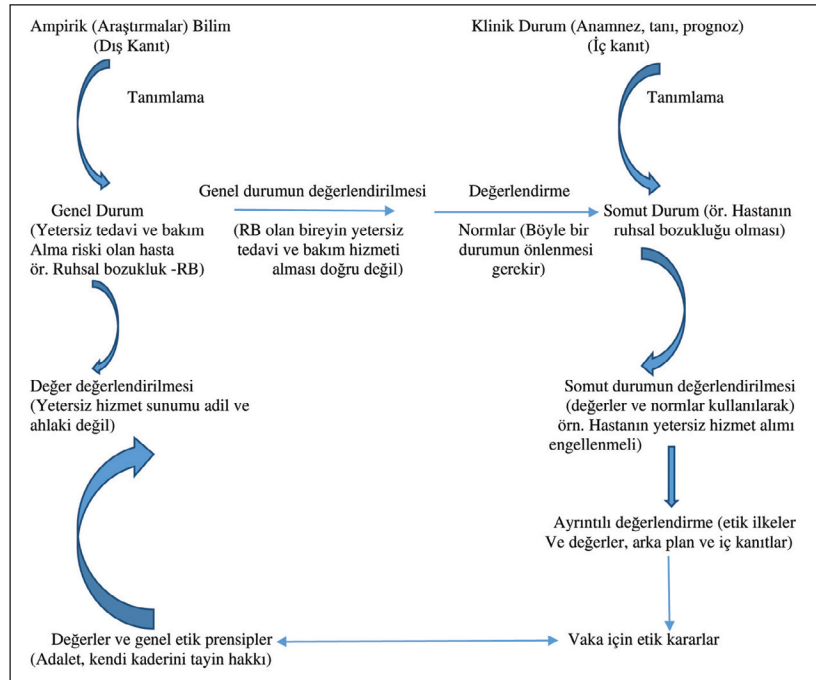 Ampirik (Araştırmalar) Bilim
(Dış Kanıt)
Klinik Durum (Anamnez, tanı, prognoz)
(İç kanıt)
Tanımlama
Tanımlama
Genel Durum
(Yetersiz tedavi ve bakım
Alma riski olan hasta
ör. Ruhsal bozukluk -RB)
Genel durumun değerlendirilmesi
(RB olan bireyin yetersiz
tedavi ve bakım hizmeti
alması doğru değil)
Değerlendirme
Normlar (Böyle bir
durumun önlenmesi
gerekir)
Somut Durum (ör. Hastanın
ruhsal bozukluğu olması)
Değer değerlendirilmesi
(Yetersiz hizmet sunumu adil ve
ahlaki değil)
Somut durumun değerlendirilmesi
(değerler ve normlar kullanılarak)
örn. Hastanın yetersiz hizmet alımı
engellenmeli)
Ayrıntılı değerlendirme (etik ilkeler
Ve değerler, arka plan ve iç kanıtlar)
Değerler ve genel etik prensipler
(Adalet, kendi kaderini tayin hakkı)
Vaka için etik kararlar